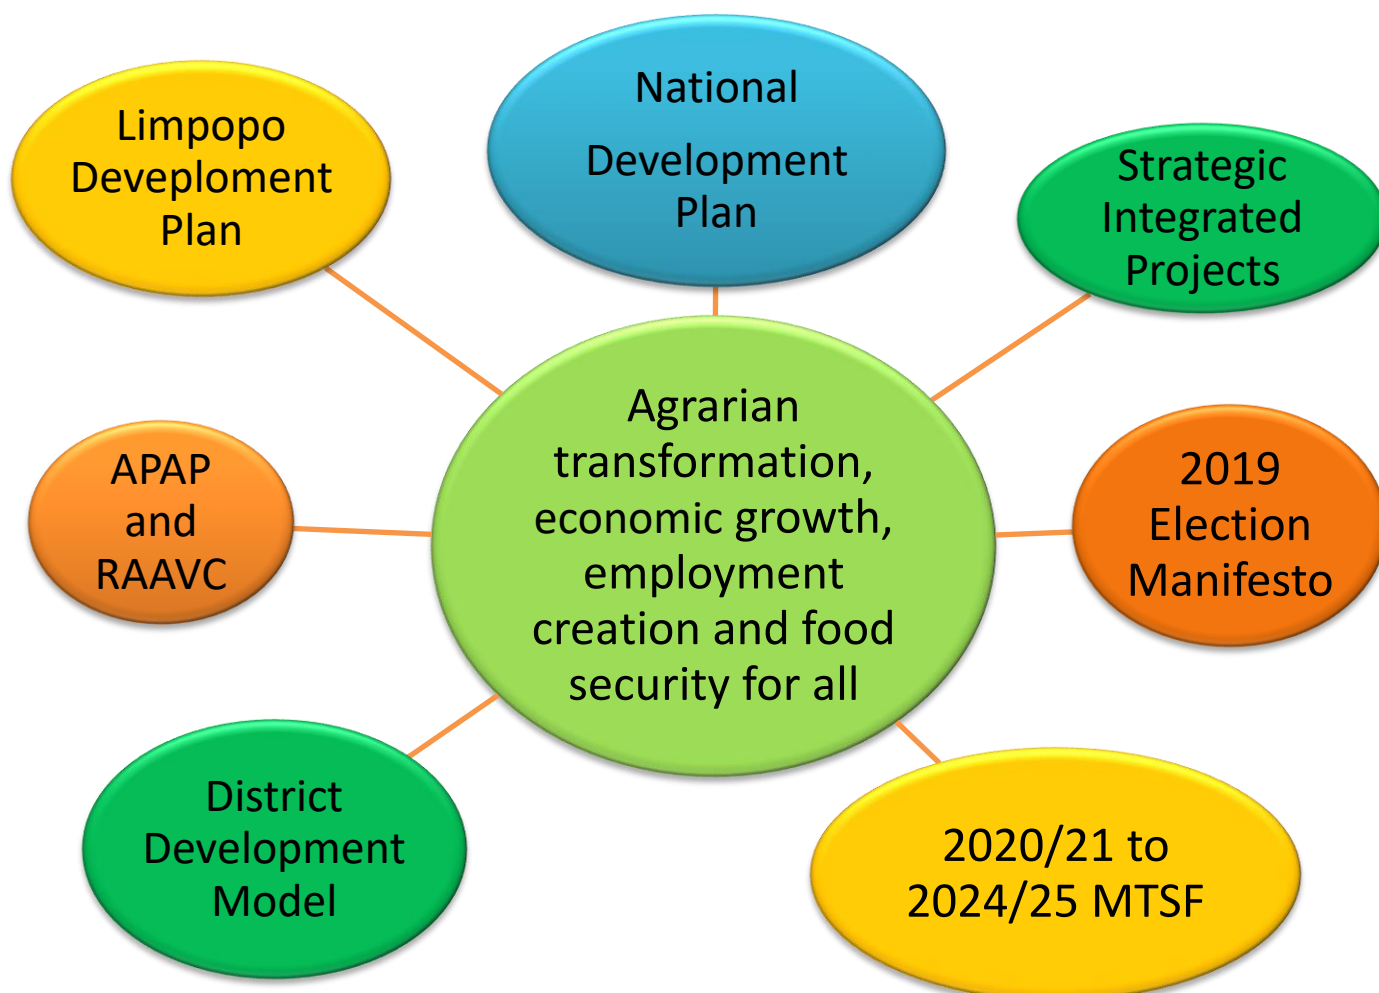 National
Development
Plan
Limpopo
Deveploment
Plan
Strategic
Integrated
Projects
Agrarian
transformation,
economic growth,
employment
creation and food
security for all
APAP
and
RAAVC
2019
Election
Manifesto
District
Development
Model
2020/21 to
2024/25 MTSF